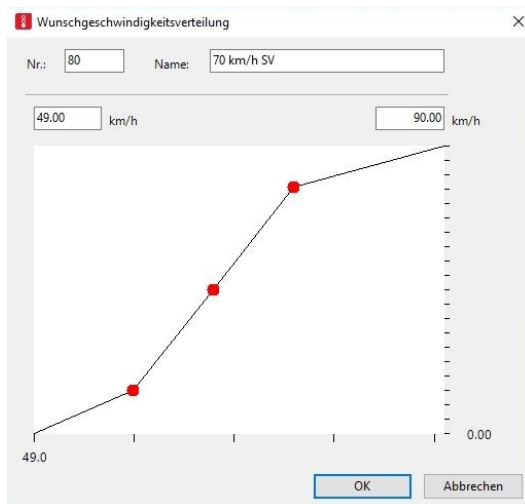 Wunschgeschwindigkeitsverteilung
Nr.: 80 Name: 70 km/h SV
49.00 km/h 90.00 km/h
0.00
49.0
OK Abbrechen